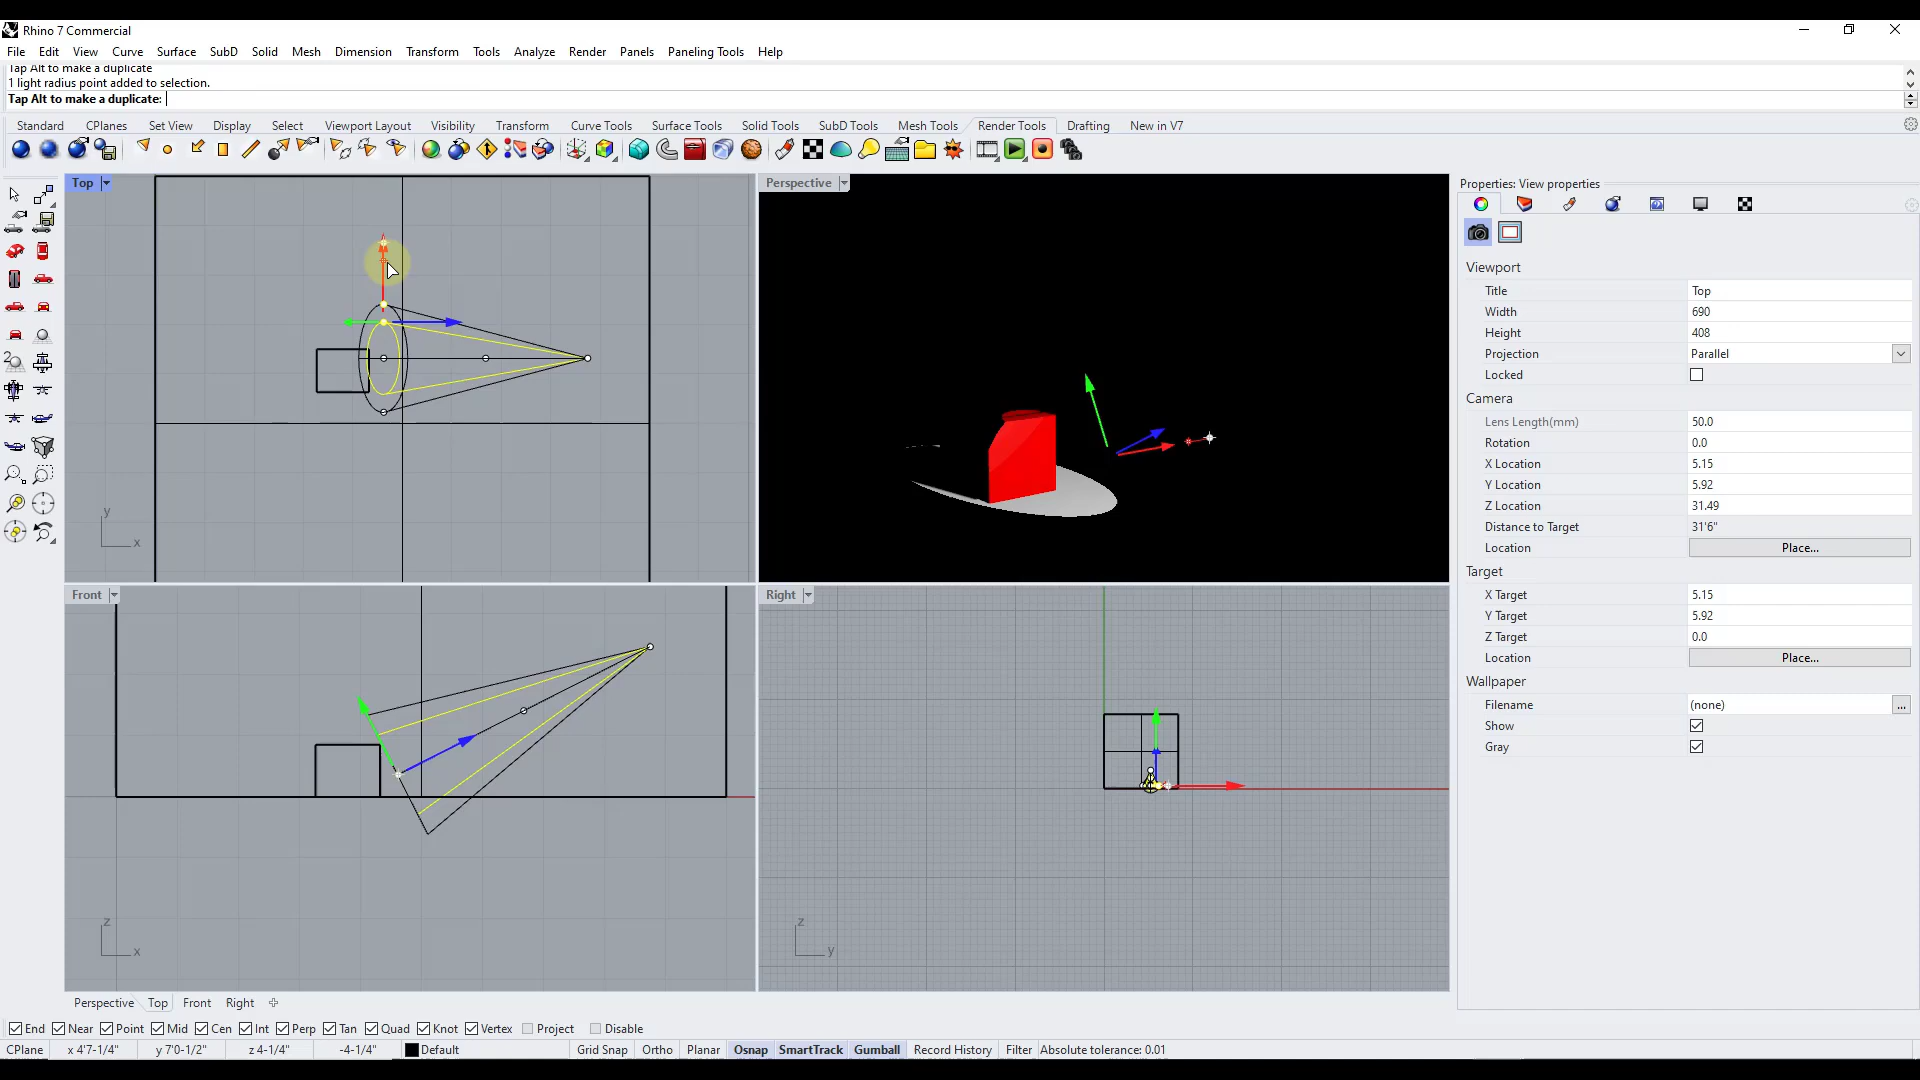 Rhino 7 Commercial
File Edit View Curve Surface SubD Solid Mesh Dimension Transform Tools Analyze Render Panels Paneling Tools Help
Tap Alt to make a duplicate
1 light radius point added to selection.
Tap Alt to make a duplicate:
Standard CPlanes Set View Display Select Viewport Layout Visibility Transform Curve Tools Surface Tools Solid Tools SubD Tools Mesh Tools Render Tools Drafting New in V7
Top
y
x
Perspective
Front
z
x
Right
z
y
Properties: View properties
Viewport
Title Top
Width 690
Height 408
Projection Parallel
Locked
Camera
Lens Length(mm) 50.0
Rotation 0.0
X Location 5.15
Y Location 5.92
Z Location 31.49
Distance to Target 31'6"
Location Place...
Target
X Target 5.15
Y Target 5.92
Z Target 0.0
Location Place...
Wallpaper
Filename (none) ...
Show
Gray
2
Perspective Top Front Right
End Near Point Mid Cen Int Perp Tan Quad Knot Vertex Project Disable
CPlane x 4'7-1/4" y 7'0-1/2" z 4-1/4" -4-1/4" Default Grid Snap Ortho Planar Osnap SmartTrack Gumball Record History Filter Absolute tolerance: 0.01